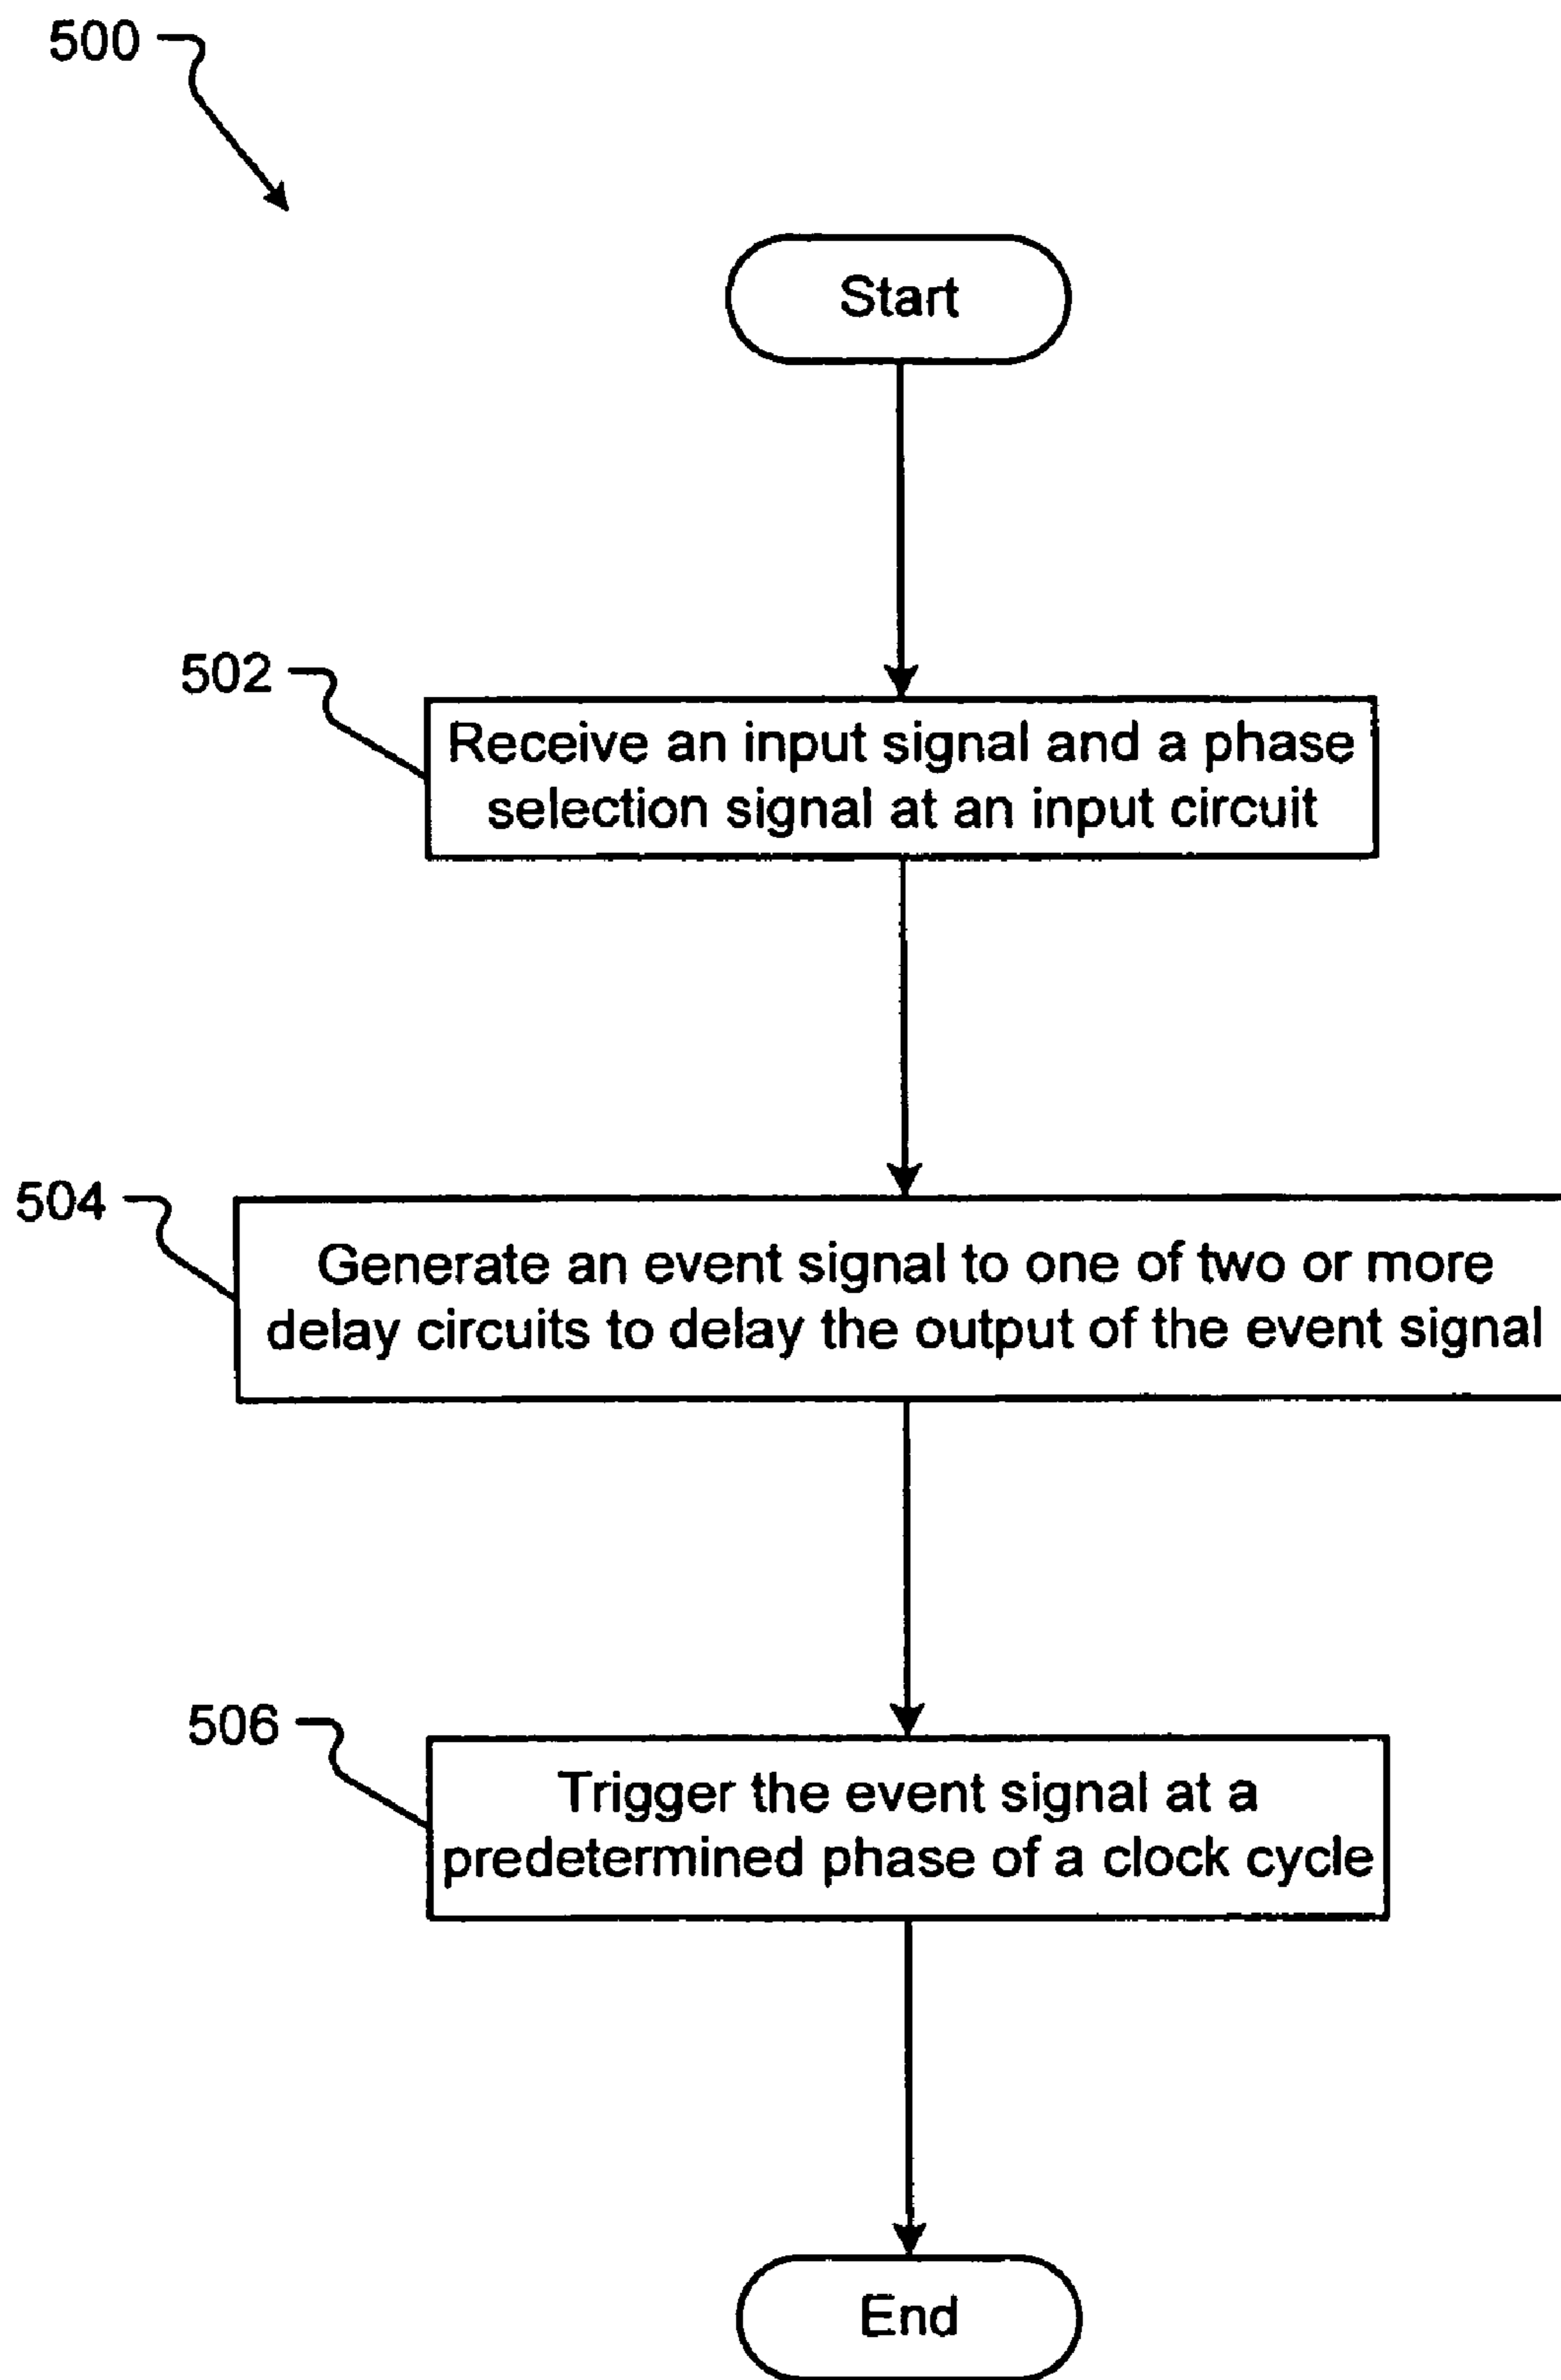 500
Start
502
Receive an input signal and a phase
selection signal at an input circuit
504
Generate an event signal to one of two or more
delay circuits to delay the output of the event signal
506
Trigger the event signal at a
predetermined phase of a clock cycle
End